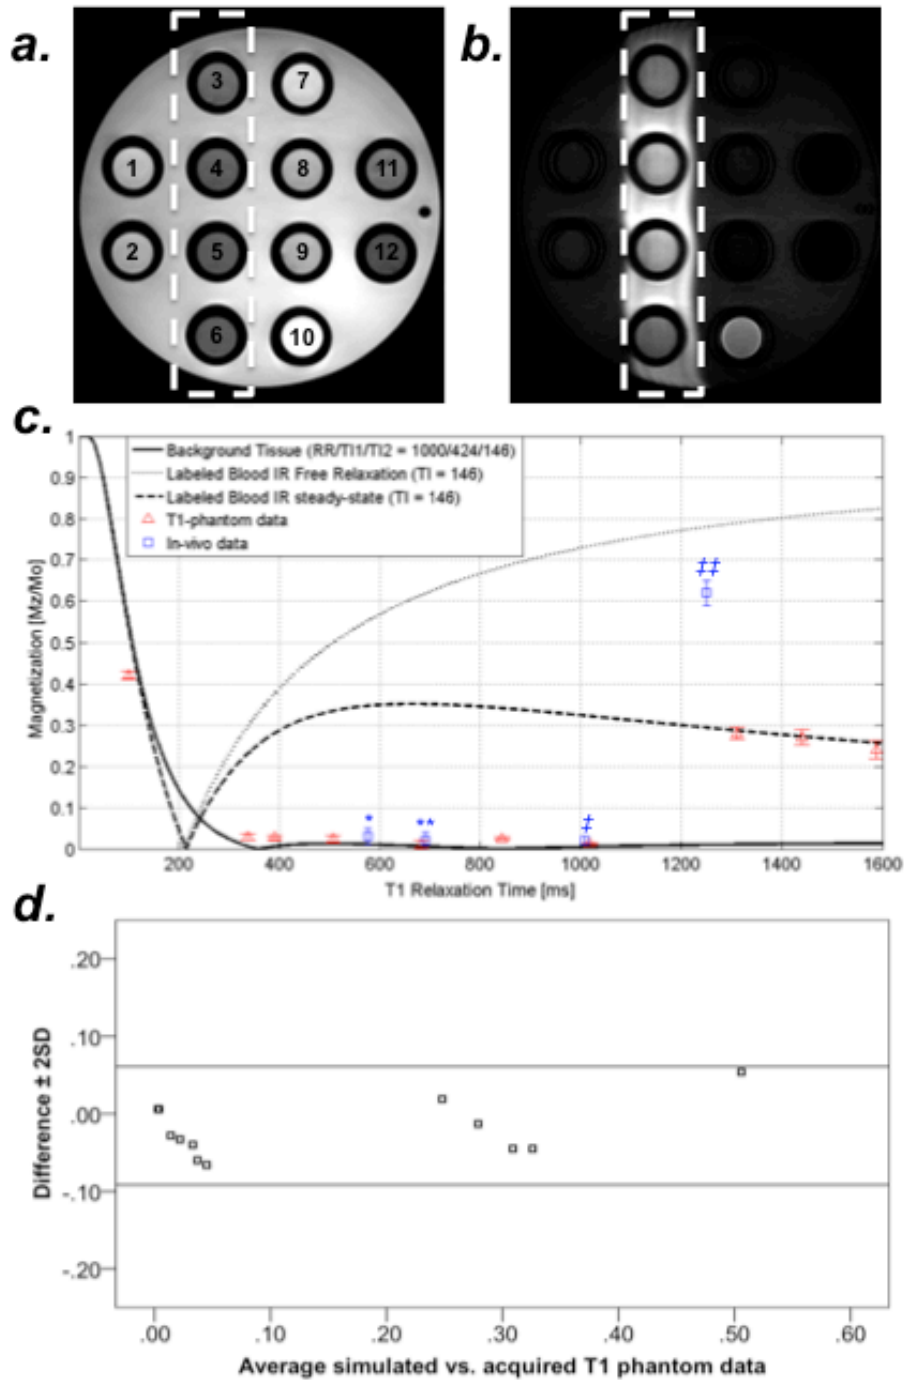 a.
b.
3 7
1 4 8 11
2 5 9 12
6 10
c.
1
0.9
0.8
0.7
0.6
0.5
0.4
0.3
0.2
0.1
0
Magnetization [Mz/Mo]
Background Tissue (RR/TI1/TI2 = 1000/424/146)
Labeled Blood IR Free Relaxation (TI = 146)
Labeled Blood IR steady-state (TI = 146)
T1-phantom data
In-vivo data
##
* ** #
200 400 600 800 1000 1200 1400 1600
T1 Relaxation Time [ms]
d.
.20
.10
.00
-.10
-.20
Difference ± 2SD
.00 .10 .20 .30 .40 .50 .60
Average simulated vs. acquired T1 phantom data